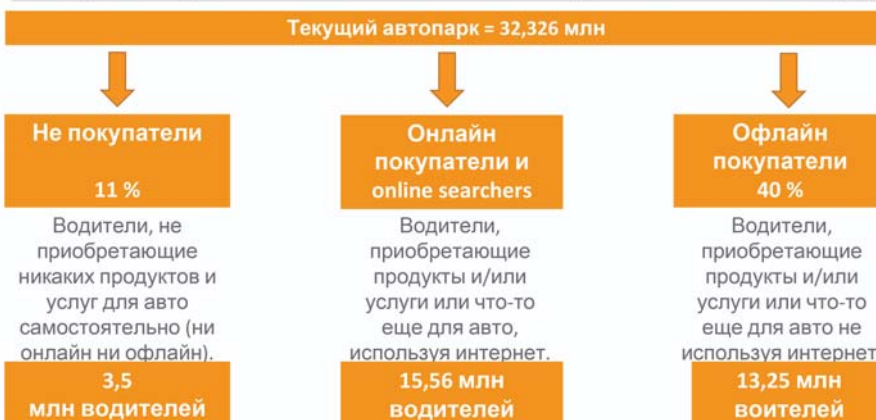 Текущий автопарк = 32,326 млн
Не покупатели
11 %
Онлайн
покупатели и
online searchers
Офлайн
покупатели
40 %
Водители, не
приобретающие
никаких продуктов и
услуг для авто
самостоятельно (ни
онлайн ни офлайн).
Водители,
приобретающие
продукты и/или
услуги или что-то
еще для авто,
используя интернет.
Водители,
приобретающие
продукты и/или
услуги или что-то
еще для авто не
используя интернет
3,5
млн водителей
15,56 млн
водителей
13,25 млн
воителей